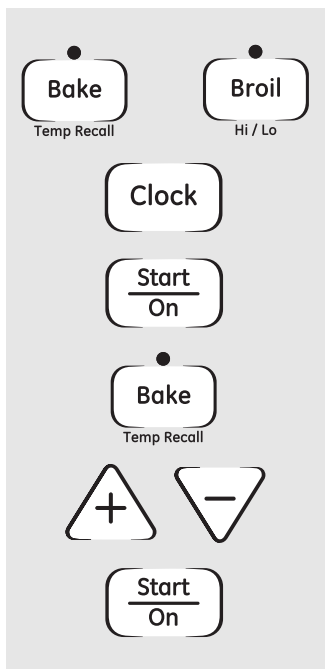 Bake Broil
Temp Recall Hi / Lo
Clock
Start
On
Bake
Temp Recall
+ −
Start
On